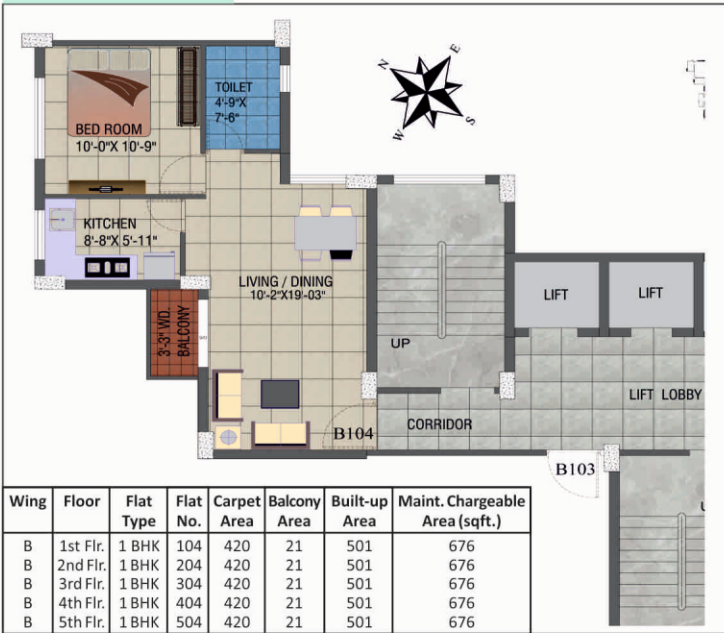 N
E
W
S
TOILET
4'-9"X
7'-6"
BED ROOM
10'-0"X 10'-9"
KITCHEN
8'-8"X 5'-11"
LIVING / DINING
10'-2"X19'-03"
3'-3" WD.
BALCONY
UP
LIFT
LIFT
LIFT LOBBY
CORRIDOR
B104
B103
Wing Floor Flat Type Flat No. Carpet Area Balcony Area Built-up Area Maint. Chargeable Area (sqft.)
B 1st Flr. 1 BHK 104 420 21 501 676
B 2nd Flr. 1 BHK 204 420 21 501 676
B 3rd Flr. 1 BHK 304 420 21 501 676
B 4th Flr. 1 BHK 404 420 21 501 676
B 5th Flr. 1 BHK 504 420 21 501 676